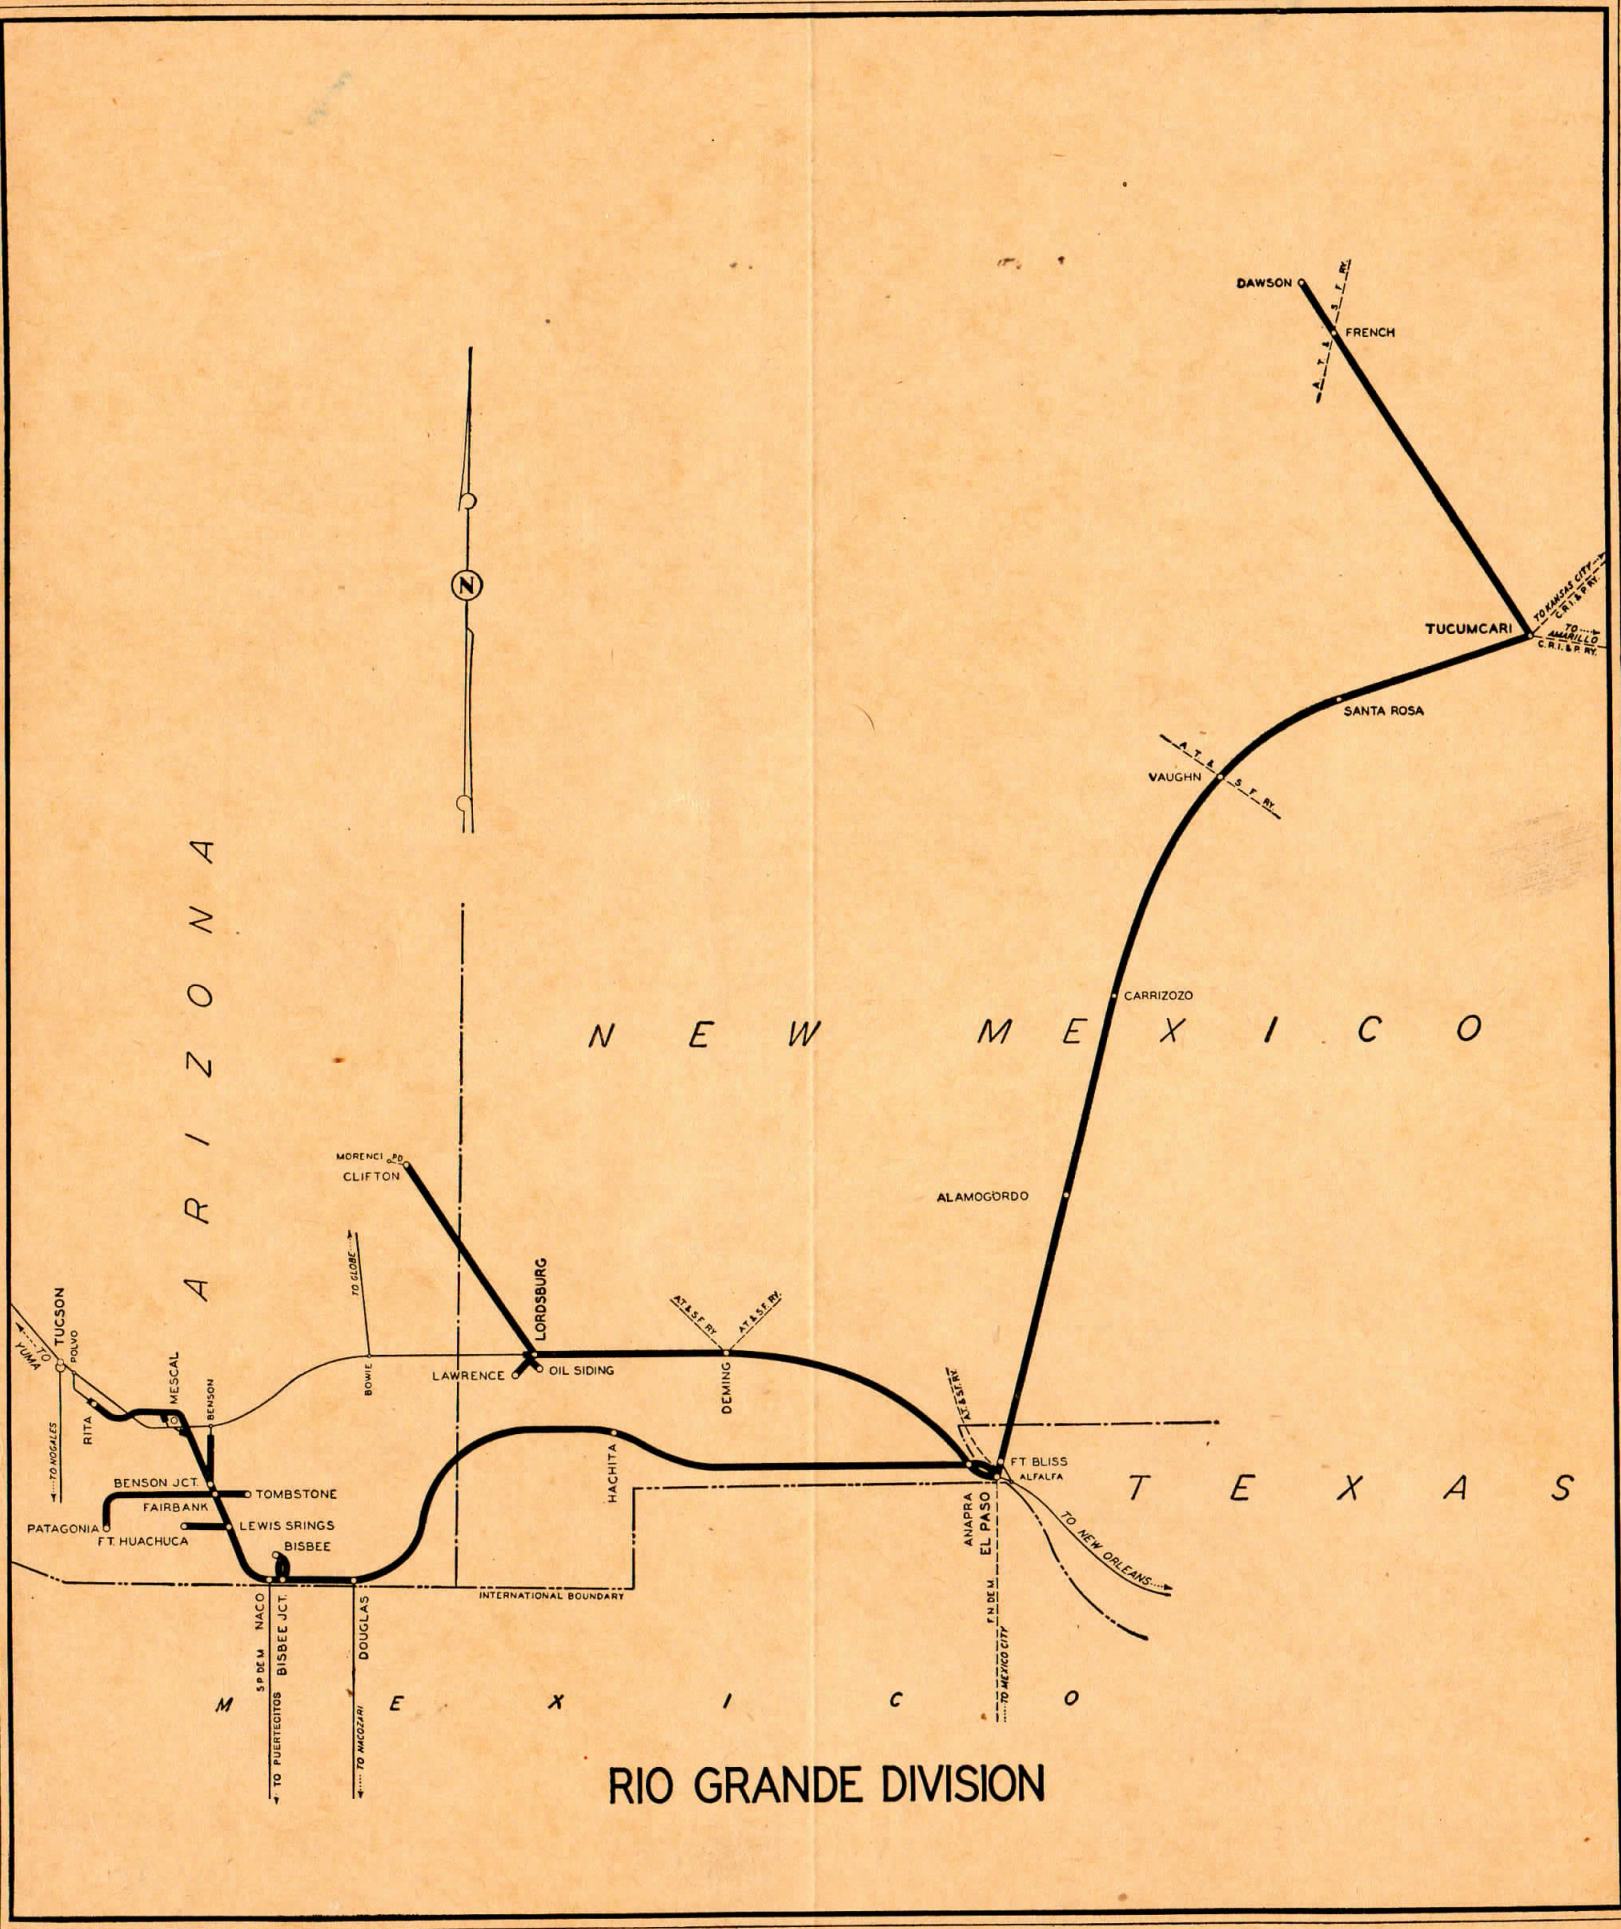 DAWSON
A. T. & S. F. RY.
FRENCH
N
TO KANSAS CITY
C.R.I.& P. RY.
TUCUMCARI
TO
AMARILLO
C.R.I.& P. RY.
SANTA ROSA
A. T. & S. F. RY.
VAUGHN
ARIZONA
CARRIZOZO
NEW MEXICO
MORENCI
CLIFTON
ALAMOGORDO
TO GLOBE
LORDSBURG
AT.& S.F. RY
AT.& S.F. RY.
TUCSON
POLVO
TO
YUMA
MESCAL
BENSON
BOWIE
LAWRENCE
OIL SIDING
DEMING
A.T.& S.F. RY.
RITA
TO NOGALES
HACHITA
FT BLISS
ALFALFA
BENSON JCT.
TOMBSTONE
FAIRBANK
TEXAS
PATAGONIA
LEWIS SRINGS
FT. HUACHUCA
BISBEE
ANAPRA
EL PASO
TO NEW ORLEANS
INTERNATIONAL BOUNDARY
NACO
S P DE M
BISBEE JCT.
DOUGLAS
F. N. DE M.
TO MEXICO CITY
MEXICO
TO PUERTECITOS
TO NACOZARI
RIO GRANDE DIVISION